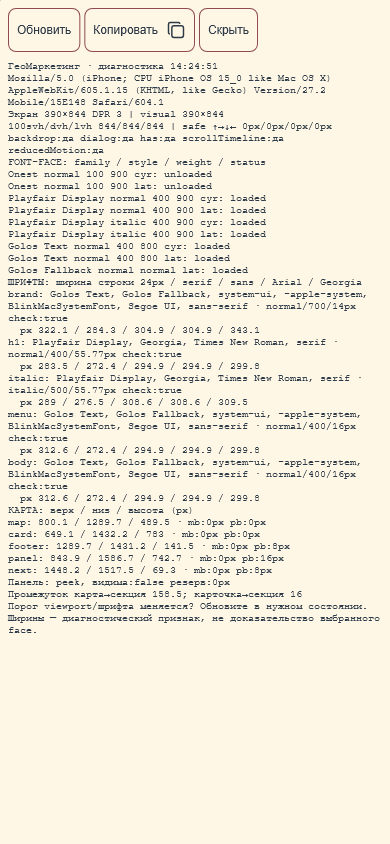 Обновить
Копировать
Скрыть
ГеоМаркетинг · диагностика 14:24:51
Mozilla/5.0 (iPhone; CPU iPhone OS 15_0 like Mac OS X)
AppleWebKit/605.1.15 (KHTML, like Gecko) Version/27.2
Mobile/15E148 Safari/604.1
Экран 390×844 DPR 3 | visual 390×844
100svh/dvh/lvh 844/844/844 | safe ↑→↓← 0px/0px/0px/0px
backdrop:да dialog:да has:да scrollTimeline:да
reducedMotion:да
FONT-FACE: family / style / weight / status
Onest normal 100 900 cyr: unloaded
Onest normal 100 900 lat: unloaded
Playfair Display normal 400 900 cyr: loaded
Playfair Display normal 400 900 lat: loaded
Playfair Display italic 400 900 cyr: loaded
Playfair Display italic 400 900 lat: loaded
Golos Text normal 400 800 cyr: loaded
Golos Text normal 400 800 lat: loaded
Golos Fallback normal normal lat: loaded
ШРИФТЫ: ширина строки 24px / serif / sans / Arial / Georgia
brand: Golos Text, Golos Fallback, system-ui, -apple-system,
BlinkMacSystemFont, Segoe UI, sans-serif · normal/700/14px
check:true
px 322.1 / 284.3 / 304.9 / 304.9 / 343.1
h1: Playfair Display, Georgia, Times New Roman, serif ·
normal/400/55.77px check:true
px 283.5 / 272.4 / 294.9 / 294.9 / 299.8
italic: Playfair Display, Georgia, Times New Roman, serif ·
italic/500/55.77px check:true
px 289 / 276.5 / 308.6 / 308.6 / 309.5
menu: Golos Text, Golos Fallback, system-ui, -apple-system,
BlinkMacSystemFont, Segoe UI, sans-serif · normal/400/16px
check:true
px 312.6 / 272.4 / 294.9 / 294.9 / 299.8
body: Golos Text, Golos Fallback, system-ui, -apple-system,
BlinkMacSystemFont, Segoe UI, sans-serif · normal/400/16px
check:true
px 312.6 / 272.4 / 294.9 / 294.9 / 299.8
КАРТА: верх / низ / высота (px)
map: 800.1 / 1289.7 / 489.5 · mb:0px pb:0px
card: 649.1 / 1432.2 / 783 · mb:0px pb:0px
footer: 1289.7 / 1431.2 / 141.5 · mb:0px pb:8px
panel: 843.9 / 1586.7 / 742.7 · mb:0px pb:16px
next: 1448.2 / 1517.5 / 69.3 · mb:0px pb:8px
Панель: peek, видима:false резерв:0px
Промежуток карта→секция 158.5; карточка→секция 16
Порог viewport/шрифта меняется? Обновите в нужном состоянии.
Ширины — диагностический признак, не доказательство выбранного
face.